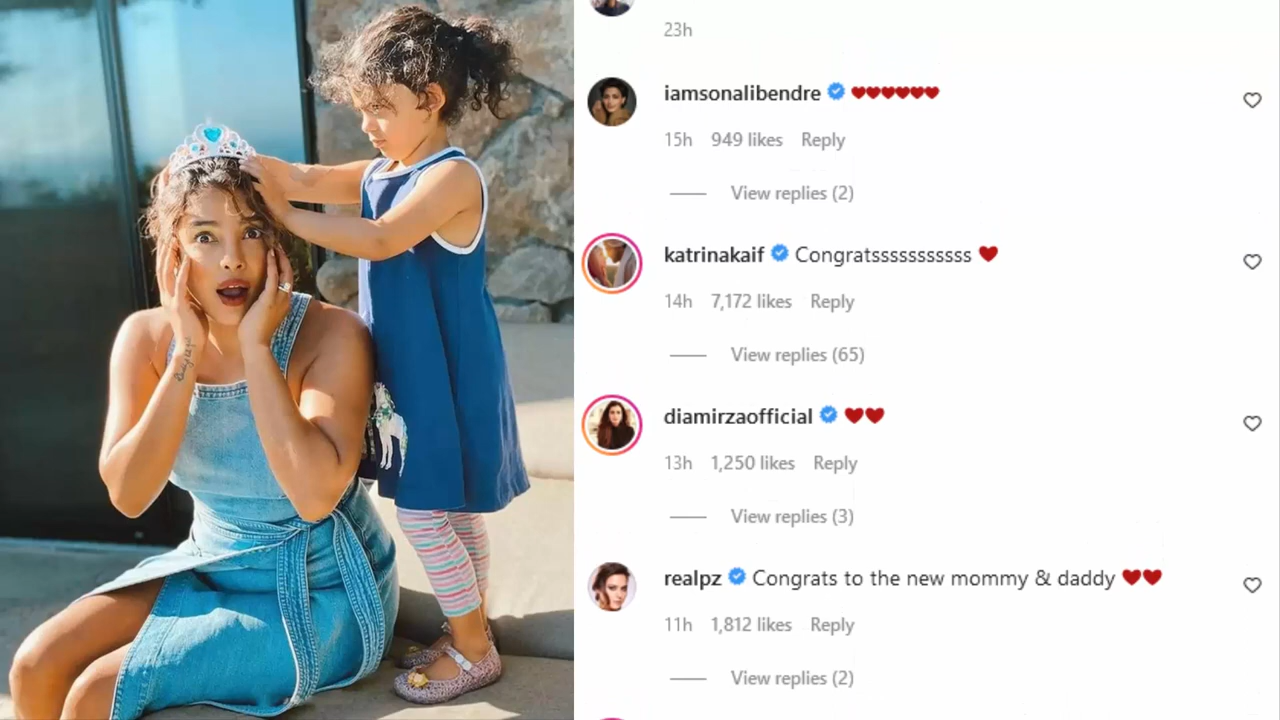 23h
iamsonalibendre ❤❤❤❤❤❤
15h 949 likes Reply
View replies (2)
katrinakaif Congratsssssssssss ❤
14h 7,172 likes Reply
View replies (65)
diamirzaofficial ❤❤
13h 1,250 likes Reply
View replies (3)
realpz Congrats to the new mommy & daddy ❤❤
11h 1,812 likes Reply
View replies (2)